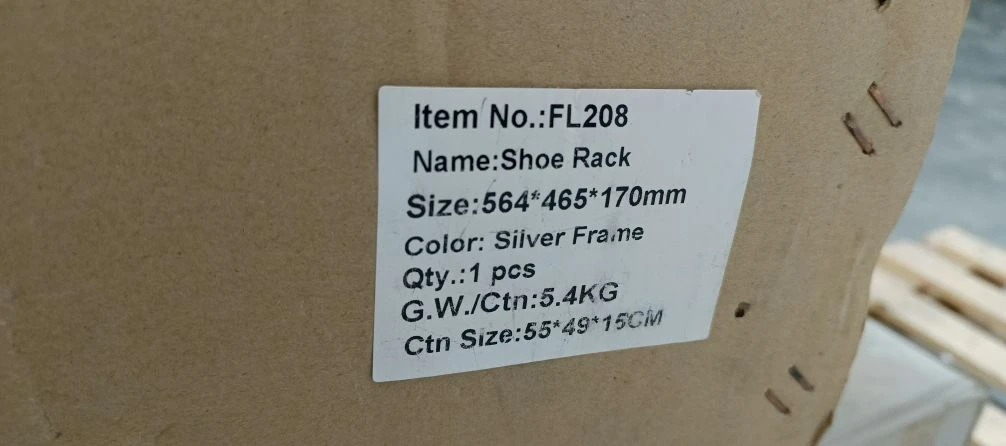 Item No.:FL208
Name:Shoe Rack
Size:564*465*170mm
Color: Silver Frame
Qty.:1 pcs
G.W./Ctn:5.4KG
Ctn Size:55*49*15CM